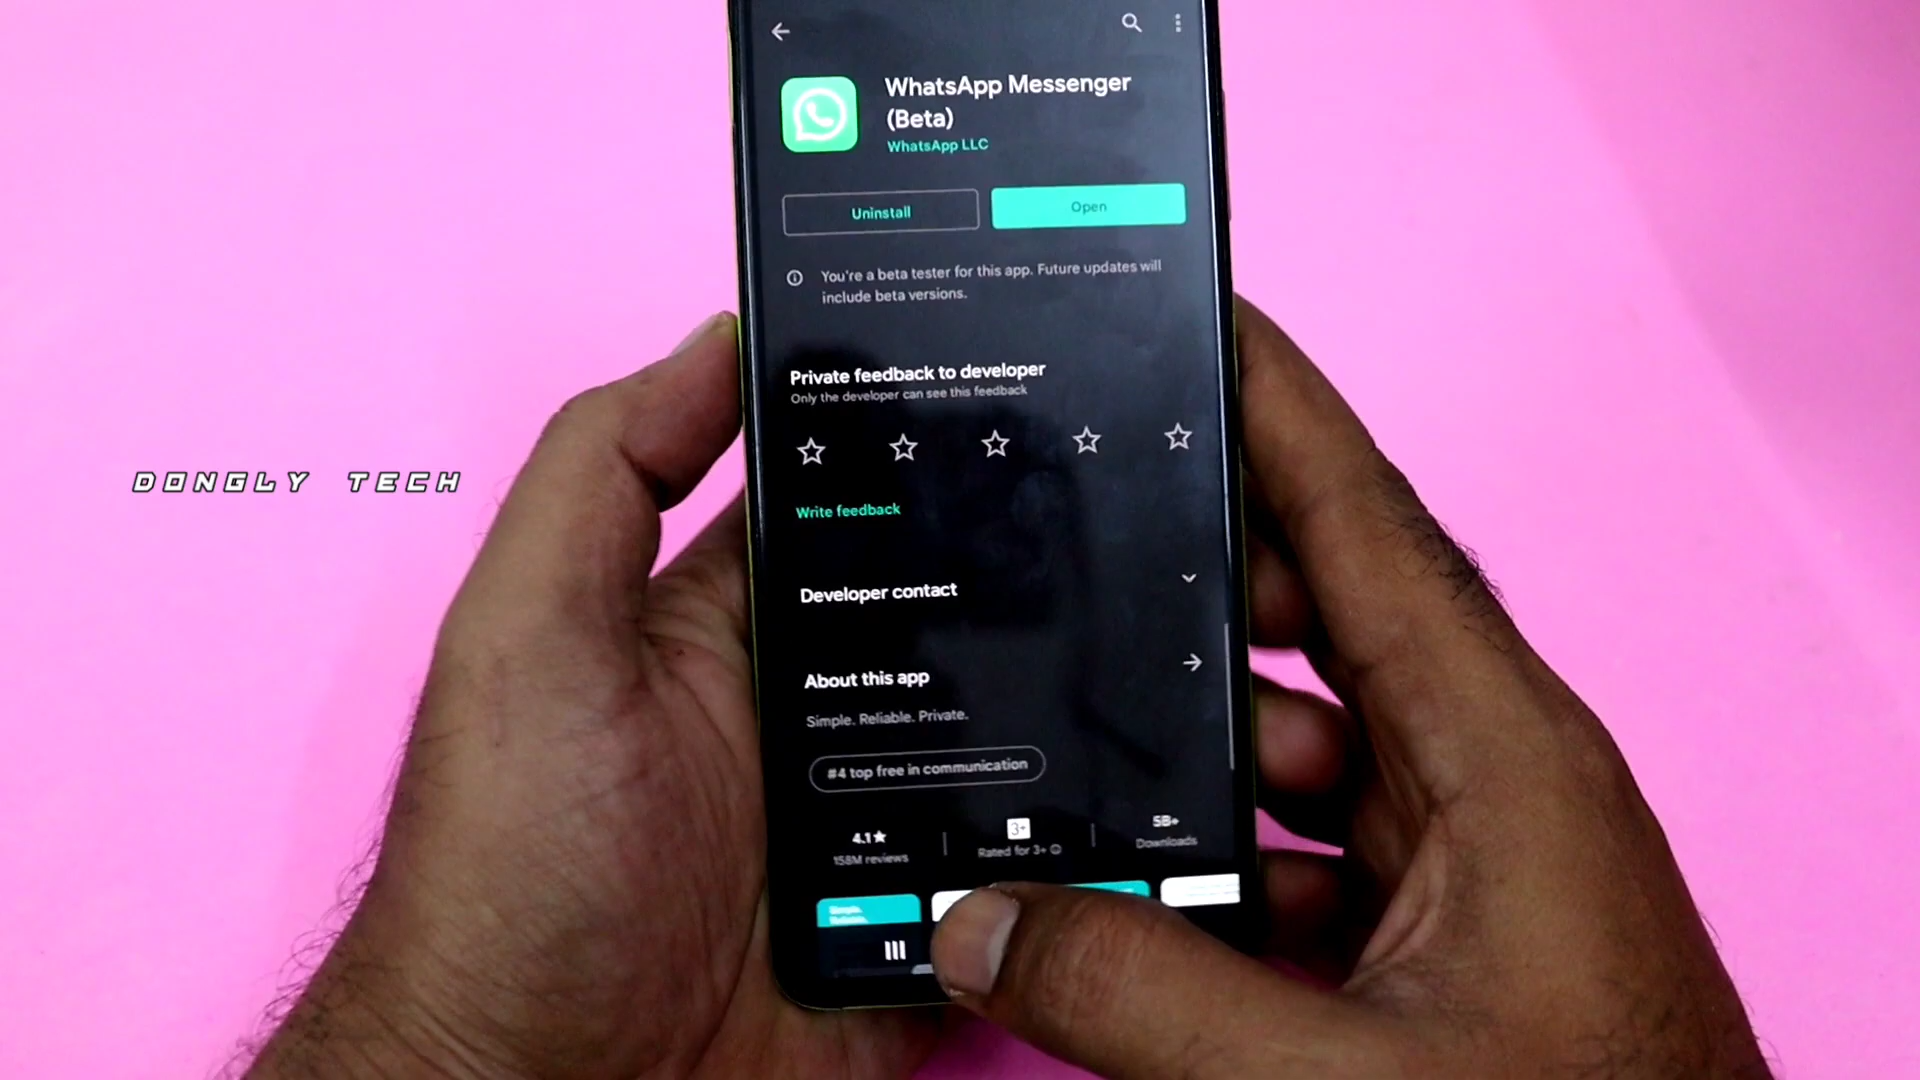 WhatsApp Messenger
(Beta)
WhatsApp LLC
Uninstall
Open
You're a beta tester for this app. Future updates will
include beta versions.
Private feedback to developer
Only the developer can see this feedback
DONGLY TECH
Write feedback
Developer contact
About this app
Simple. Reliable. Private.
#4 top free in communication
4.1★
3+
5B+
158M reviews
Rated for 3+
Downloads
Simple.
Reliable.